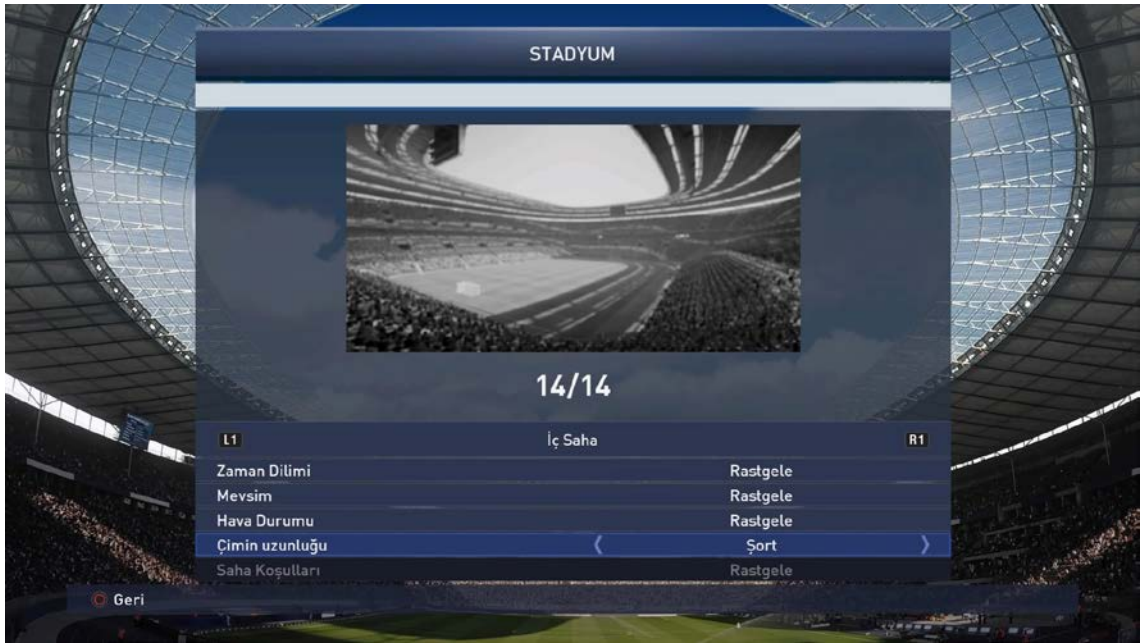 STADYUM
14/14
L1 İç Saha R1
Zaman Dilimi Rastgele
Mevsim Rastgele
Hava Durumu Rastgele
Çimin uzunluğu Şort
Saha Koşulları Rastgele
Geri